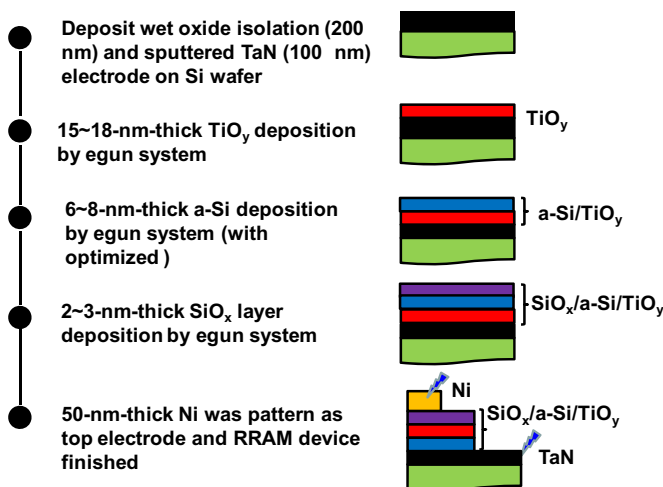 Deposit wet oxide isolation (200
nm) and sputtered TaN (100 nm)
electrode on Si wafer
15~18-nm-thick TiOy deposition
by egun system
TiOy
6~8-nm-thick a-Si deposition
by egun system (with
optimized )
a-Si/TiOy
2~3-nm-thick SiOx layer
deposition by egun system
SiOx/a-Si/TiOy
50-nm-thick Ni was pattern as
top electrode and RRAM device
finished
Ni
SiOx/a-Si/TiOy
TaN